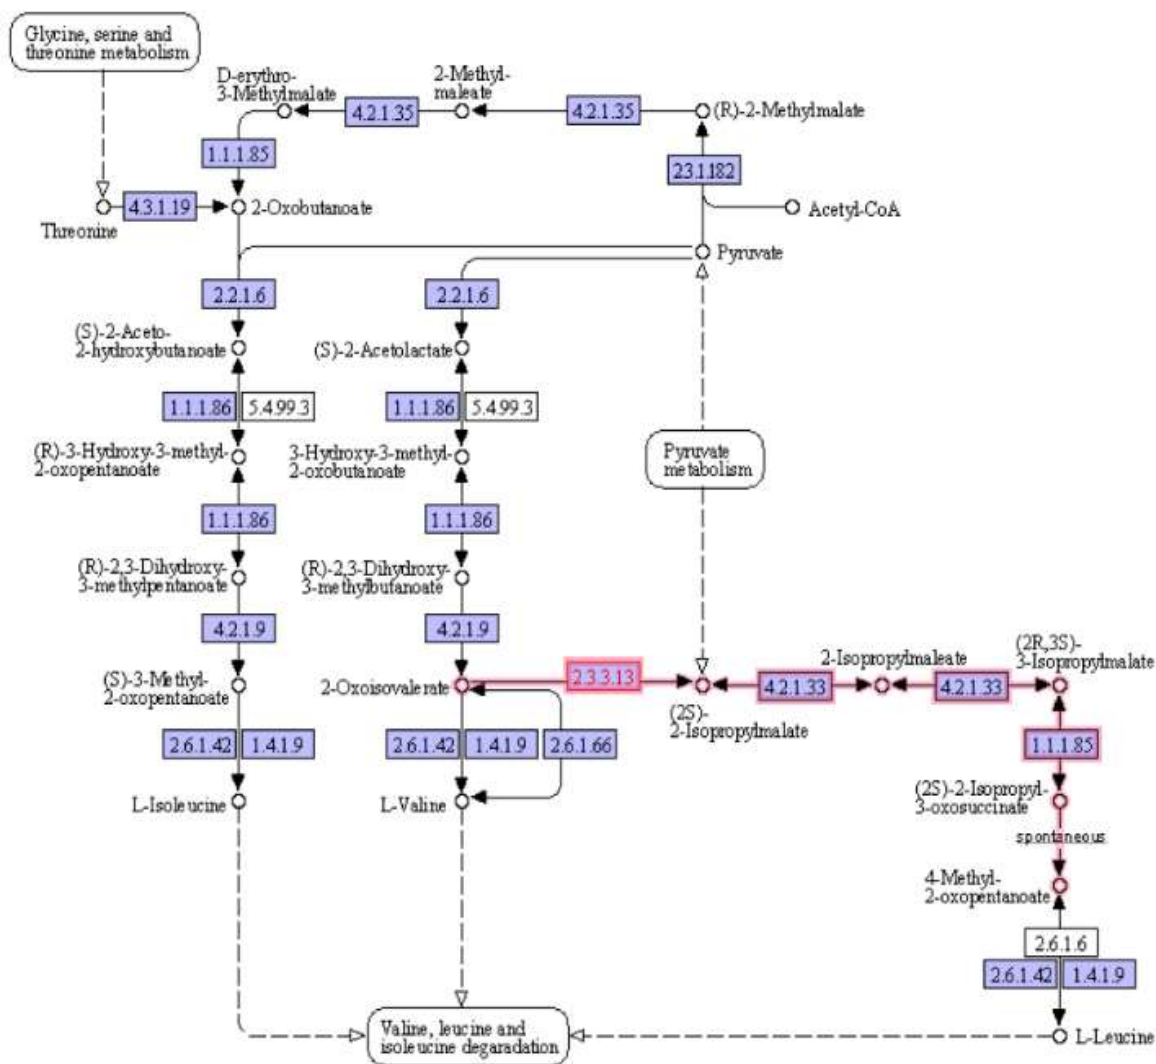 Glycine, serine and
threonine metabolism
D-erythro-
3-Methylmalate
2-Methyl-
maleate
4.2.1.35
4.2.1.35
(R)-2-Methylmalate
1.1.1.85
2.3.1.182
4.3.1.19
2-Oxobutanoate
Acetyl-CoA
Threonine
Pyruvate
2.2.1.6
2.2.1.6
(S)-2-Aceto-
2-hydroxybutanoate
(S)-2-Acetolactate
1.1.1.86
5.4.99.3
1.1.1.86
5.4.99.3
(R)-3-Hydroxy-3-methyl-
2-oxopentanoate
3-Hydroxy-3-methyl-
2-oxobutanoate
Pyruvate
metabolism
1.1.1.86
1.1.1.86
(R)-2,3-Dihydroxy-
3-methylpentanoate
(R)-2,3-Dihydroxy-
3-methylbutanoate
4.2.1.9
4.2.1.9
(S)-3-Methyl-
2-oxopentanoate
2-Oxoisovalerate
2.3.3.13
(2S)-
2-Isopropylmalate
4.2.1.33
2-Isopropylmaleate
4.2.1.33
(2R,3S)-
3-Isopropylmalate
2.6.1.42
1.4.1.9
2.6.1.42
1.4.1.9
2.6.1.66
1.1.1.85
L-Isoleucine
L-Valine
(2S)-2-Isopropyl-
3-oxosuccinate
spontaneous
4-Methyl-
2-oxopentanoate
2.6.1.6
2.6.1.42
1.4.1.9
Valine, leucine and
isoleucine degaradation
L-Leucine